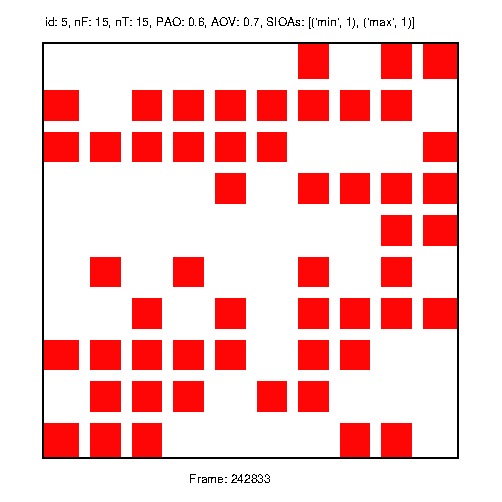 id: 5, nF: 15, nT: 15, PAO: 0.6, AOV: 0.7, SIOAs: [('min', 1), ('max', 1)]
Frame: 242833